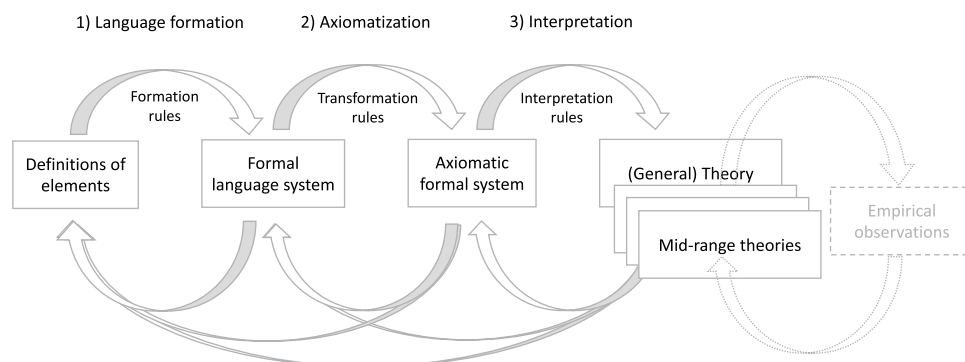 1) Language formation
2) Axiomatization
3) Interpretation
Formation
rules
Transformation
rules
Interpretation
rules
Definitions of
elements
Formal
language system
Axiomatic
formal system
(General) Theory
Mid-range theories
Empirical
observations